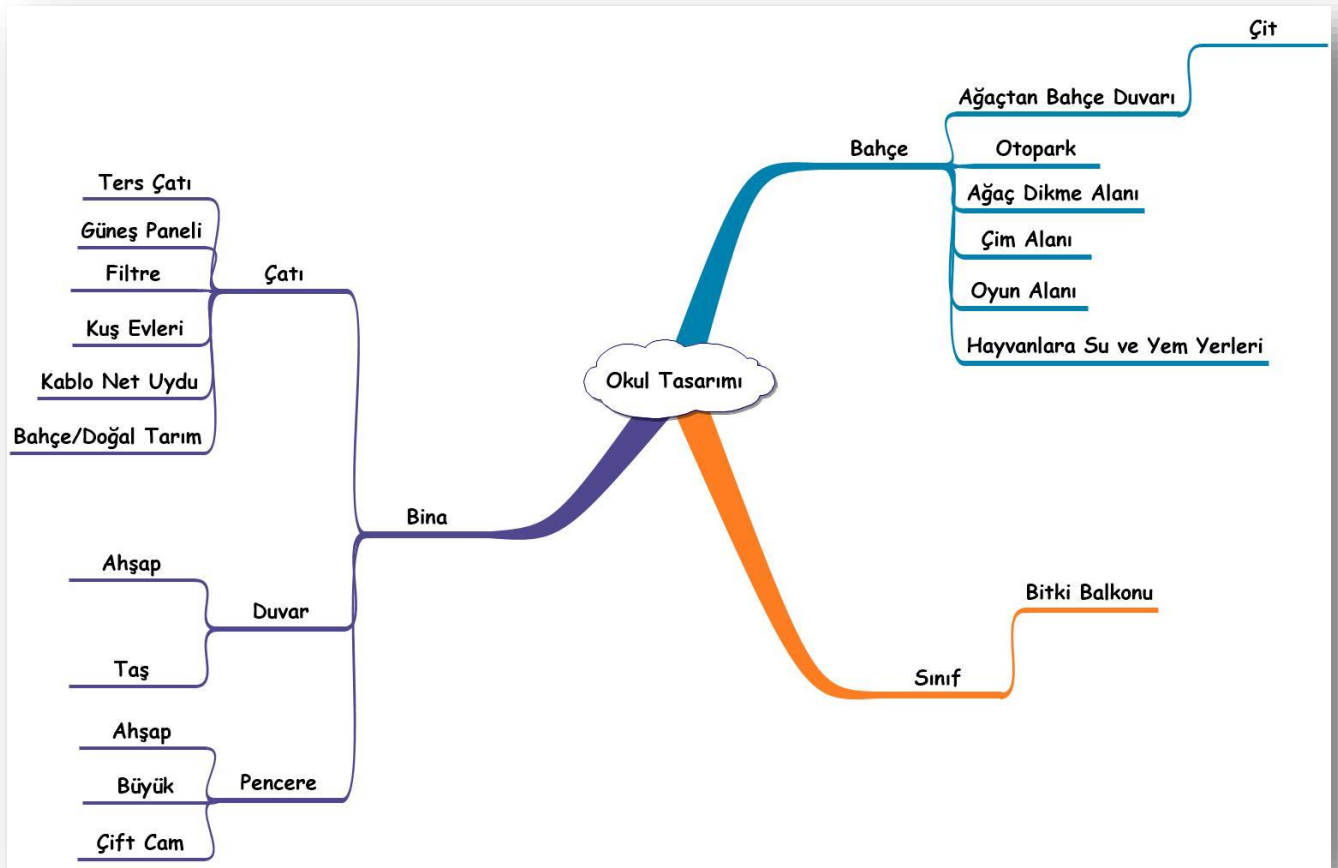 Çit
Ağaçtan Bahçe Duvarı
Bahçe
Otopark
Ağaç Dikme Alanı
Çim Alanı
Oyun Alanı
Hayvanlara Su ve Yem Yerleri
Okul Tasarımı
Ters Çatı
Güneş Paneli
Filtre
Çatı
Kuş Evleri
Kablo Net Uydu
Bahçe/Doğal Tarım
Bina
Ahşap
Duvar
Taş
Ahşap
Büyük
Pencere
Çift Cam
Bitki Balkonu
Sınıf